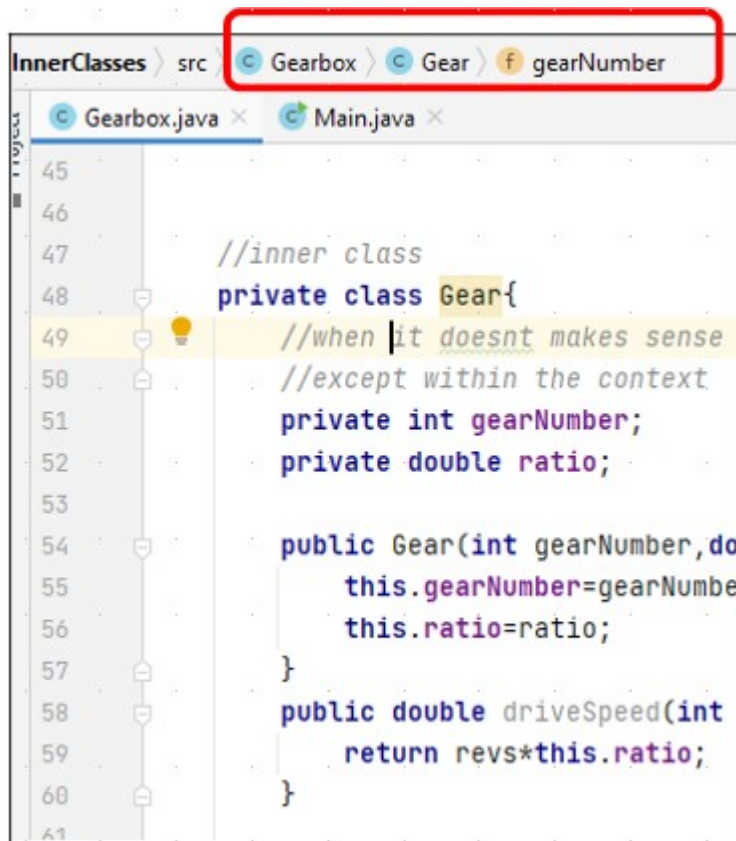 InnerClasses src C Gearbox C Gear f gearNumber
Project
C Gearbox.java × C Main.java ×
45
46
47 //inner class
48 private class Gear{
49 //when it doesnt makes sense
50 //except within the context
51 private int gearNumber;
52 private double ratio;
53
54 public Gear(int gearNumber,do
55 this.gearNumber=gearNumbe
56 this.ratio=ratio;
57 }
58 public double driveSpeed(int
59 return revs*this.ratio;
60 }
61